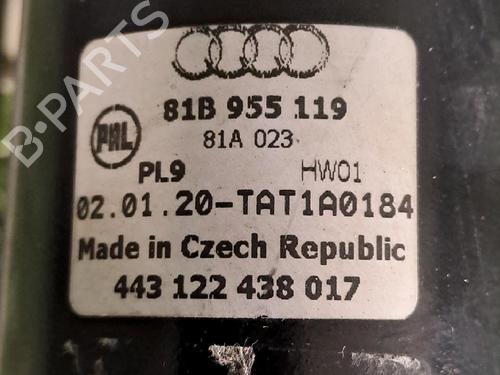 B-PARTS
81B 955 119
PAL
81A 023
PL9 HW01
02.01.20-TAT1A0184
Made in Czech Republic
443 122 438 017